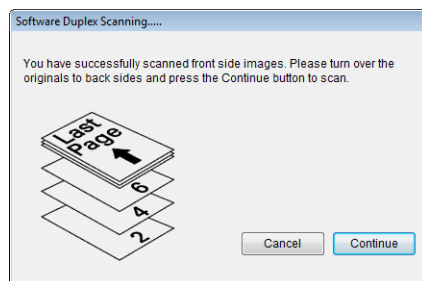 Software Duplex Scanning.....
You have successfully scanned front side images. Please turn over the
originals to back sides and press the Continue button to scan.
Last
Page
6
4
2
Cancel Continue